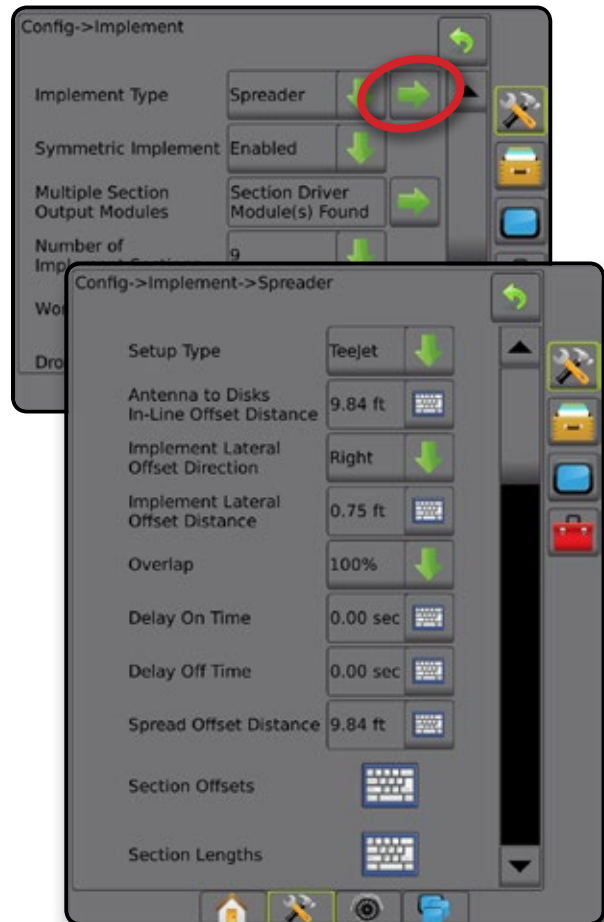 Config->Implement
Implement Type Spreader
Symmetric Implement Enabled
Multiple Section Section Driver
Output Modules Module(s) Found
Number of 9
Config->Implement->Spreader
Setup Type TeeJet
Antenna to Disks
In-Line Offset Distance 9.84 ft
Implement Lateral
Offset Direction Right
Implement Lateral
Offset Distance 0.75 ft
Overlap 100%
Delay On Time 0.00 sec
Delay Off Time 0.00 sec
Spread Offset Distance 9.84 ft
Section Offsets
Section Lengths